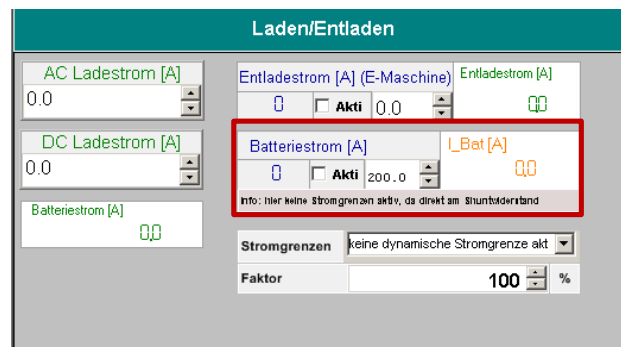 Laden/Entladen
AC Ladestrom [A]
0.0
DC Ladestrom [A]
0.0
Batteriestrom [A]
0,0
Entladestrom [A] (E-Maschine)
0
Akti
0.0
Entladestrom [A]
0,0
Batteriestrom [A]
0
Akti
200.0
I_Bat [A]
0,0
Info: hier keine Stromgrenzen aktiv, da direkt am Shuntwiderstand
Stromgrenzen
keine dynamische Stromgrenze akt
Faktor
100
%